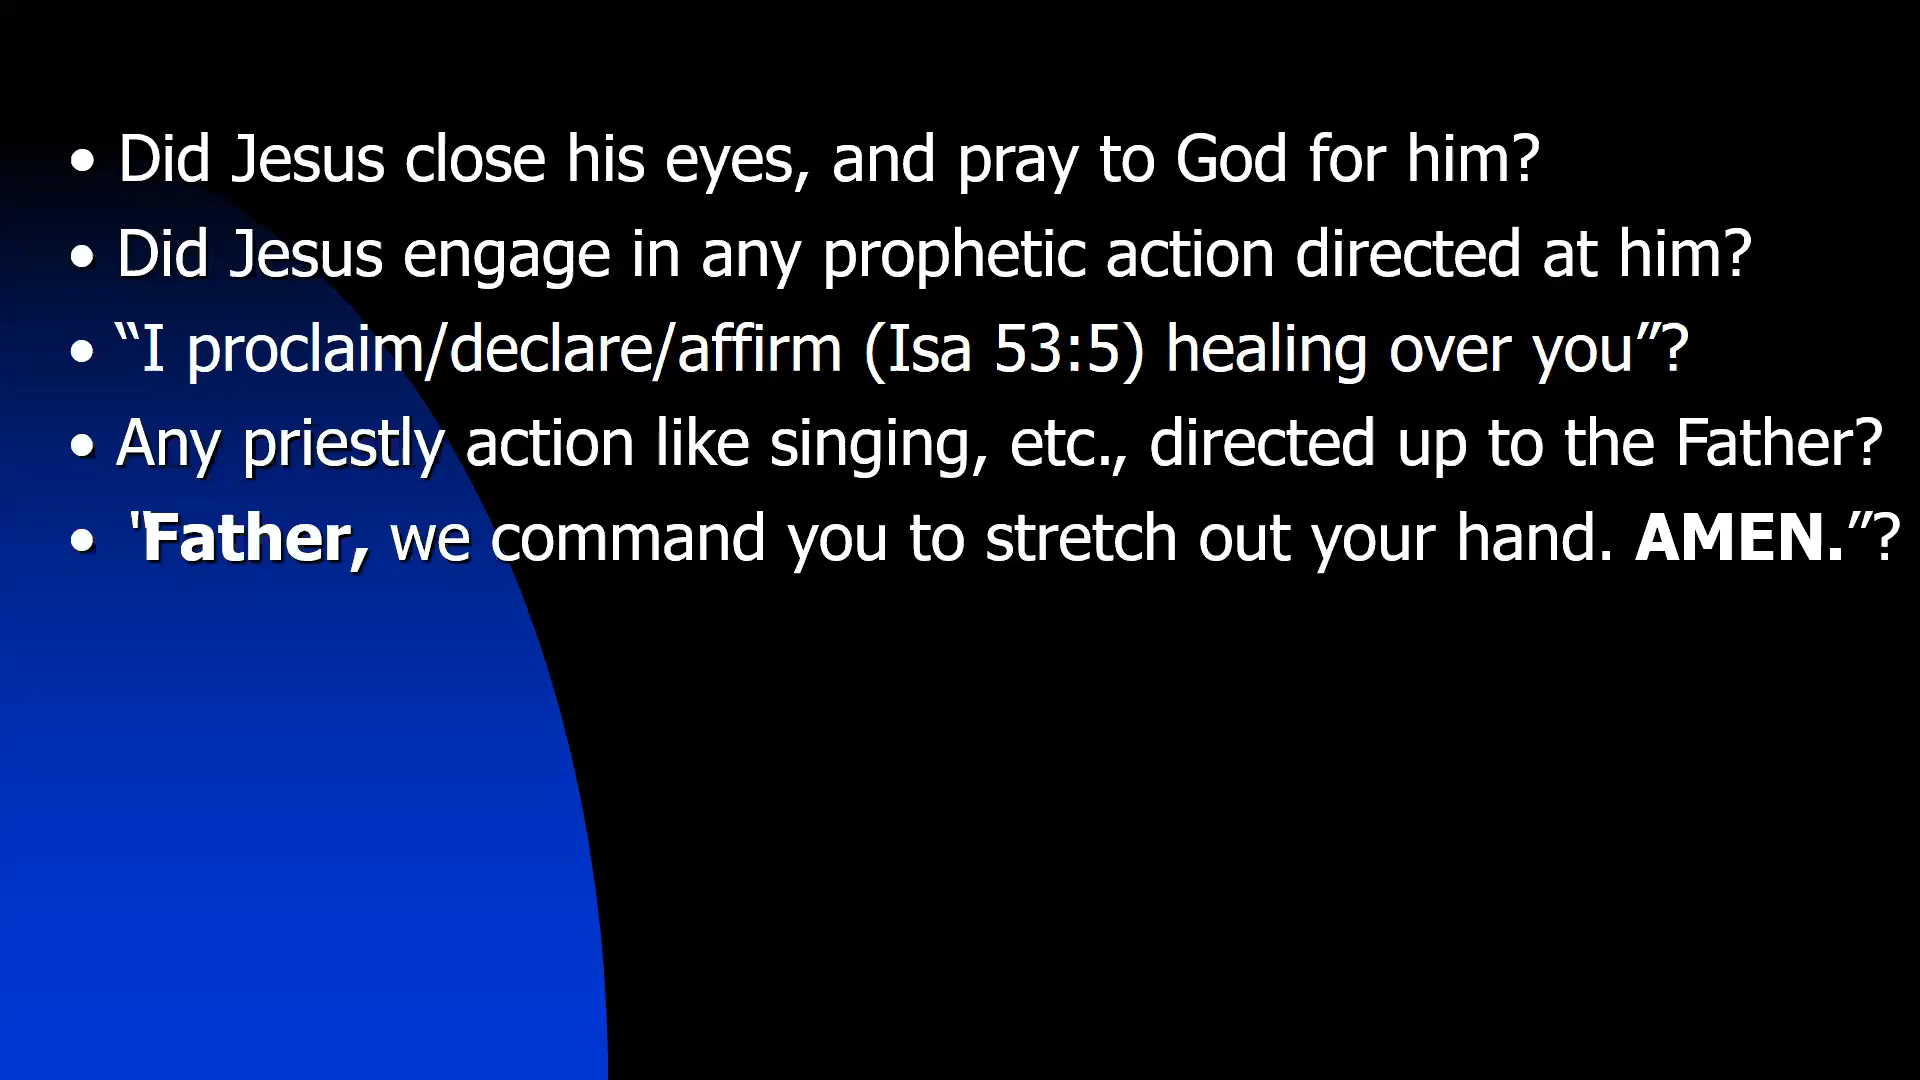 • Did Jesus close his eyes, and pray to God for him?
• Did Jesus engage in any prophetic action directed at him?
• “I proclaim/declare/affirm (Isa 53:5) healing over you”?
• Any priestly action like singing, etc., directed up to the Father?
• "Father, we command you to stretch out your hand. AMEN.”?